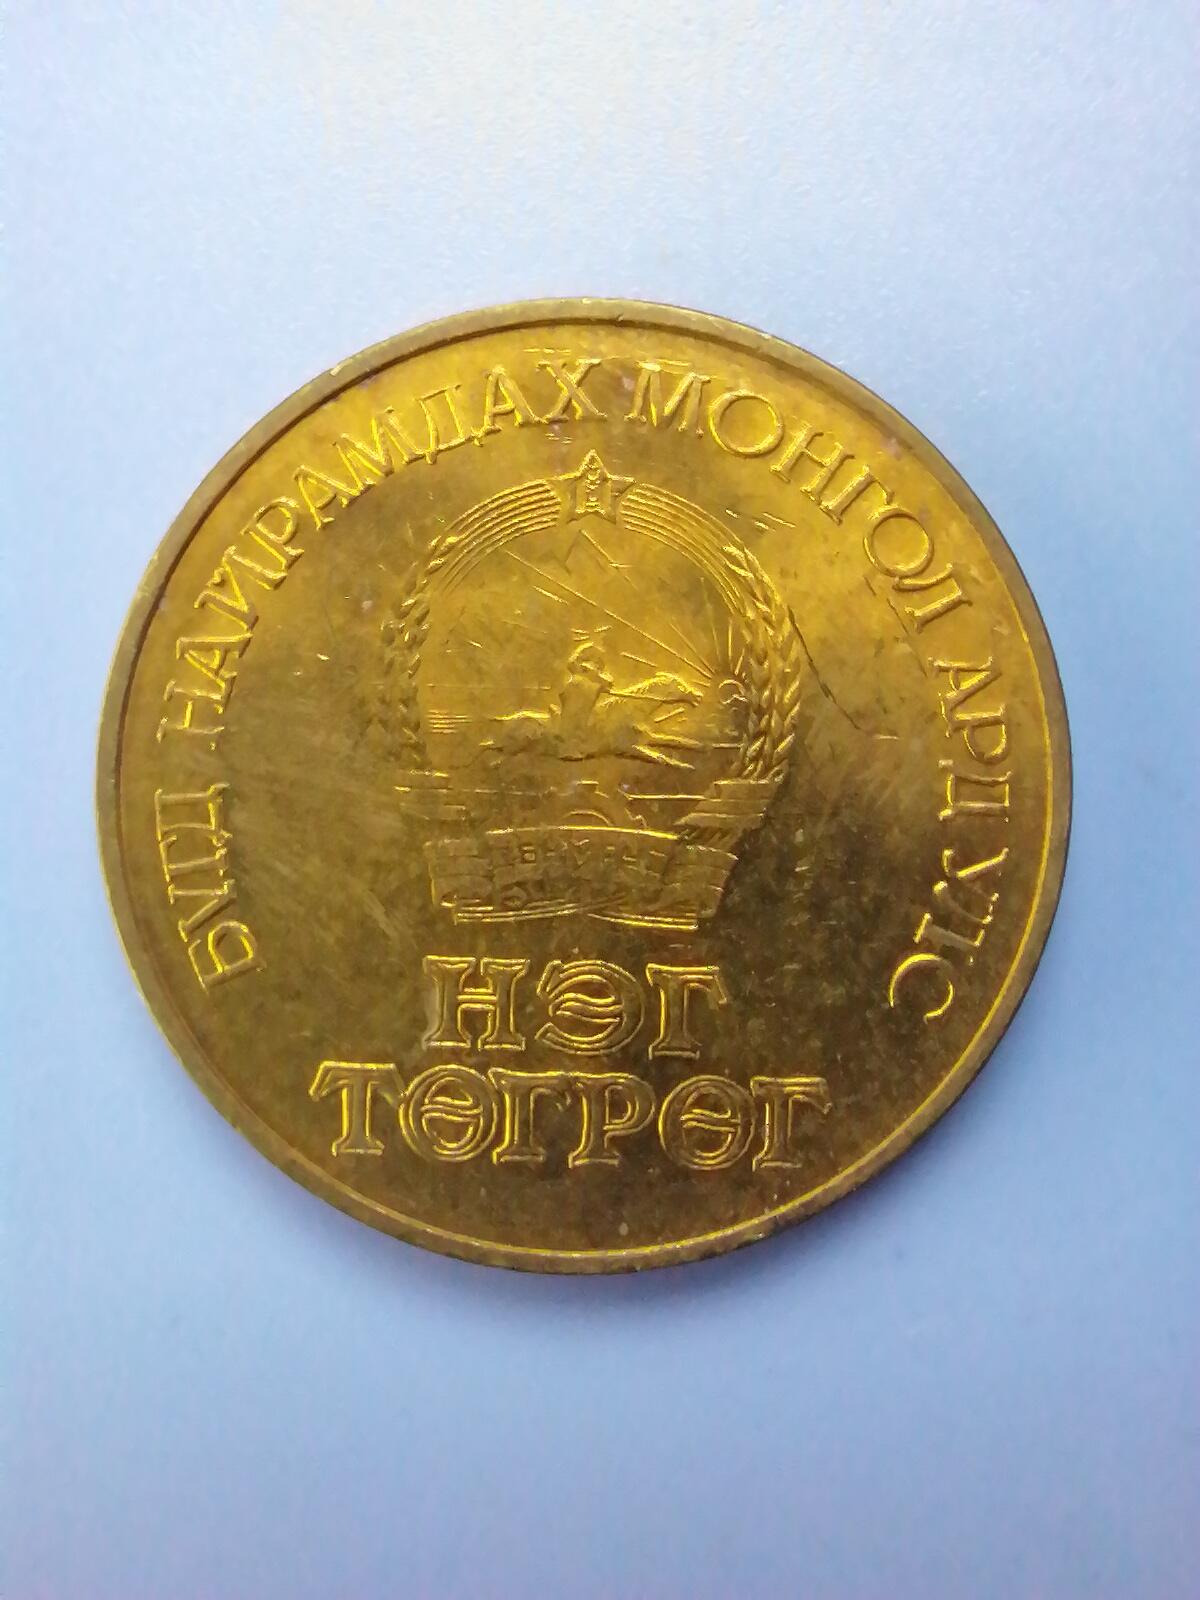 БҮГД НАЙРАМДАХ МОНГОЛ АРД УЛС
НЭГ
ТӨГРӨГ